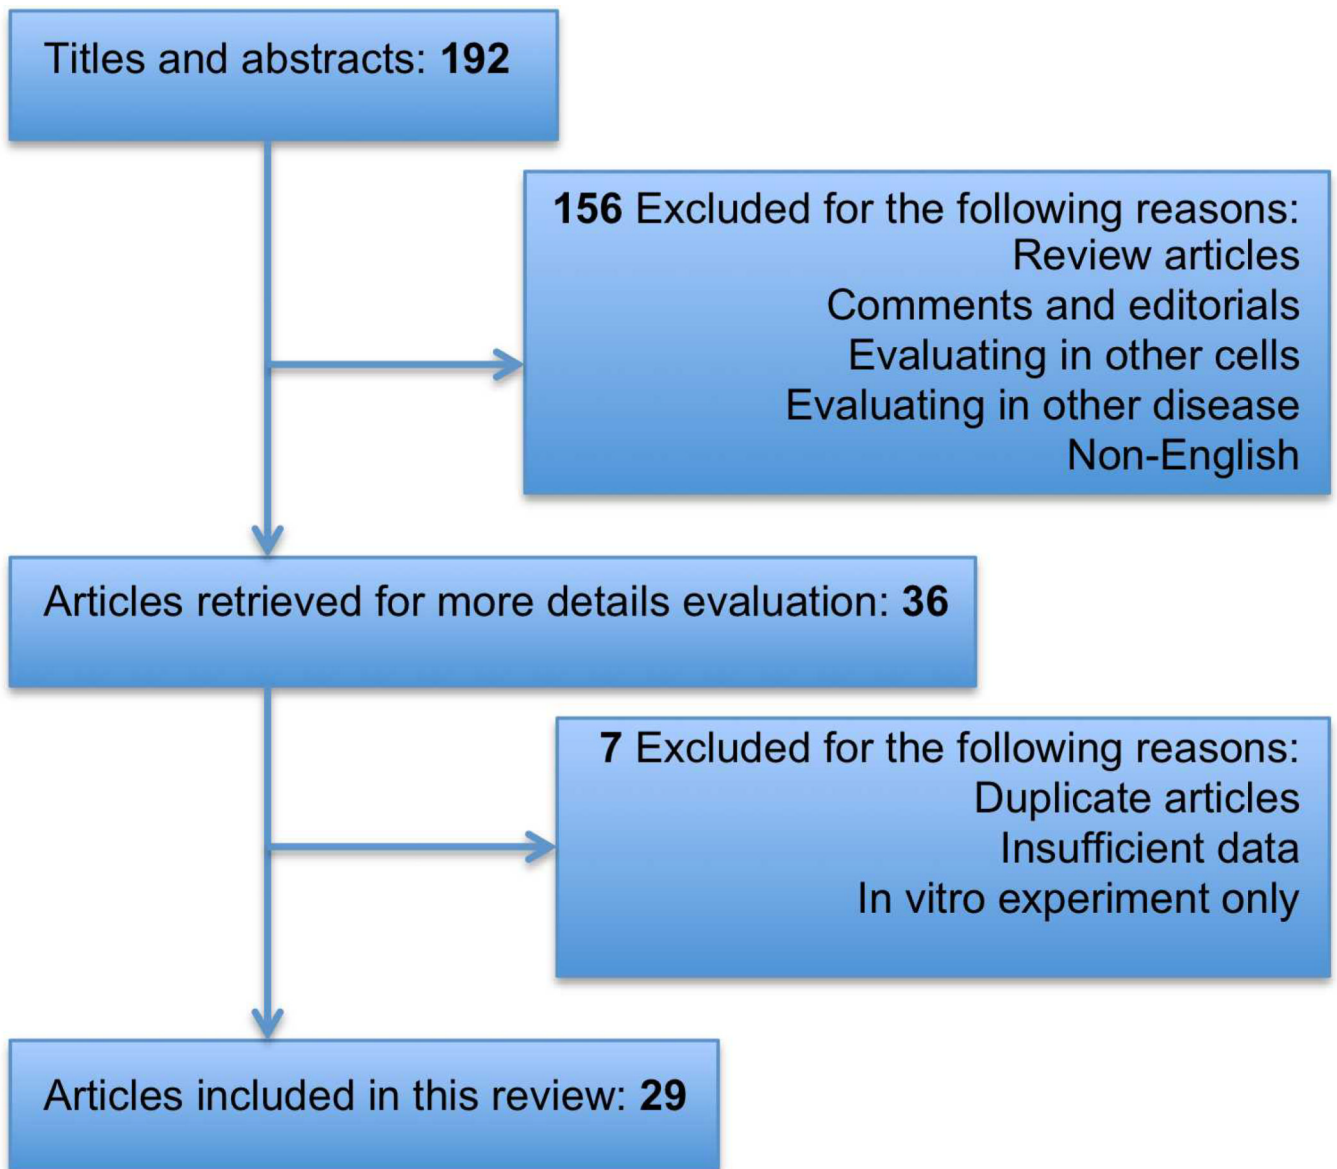 Titles and abstracts: 192
156 Excluded for the following reasons:
Review articles
Comments and editorials
Evaluating in other cells
Evaluating in other disease
Non-English
Articles retrieved for more details evaluation: 36
7 Excluded for the following reasons:
Duplicate articles
Insufficient data
In vitro experiment only
Articles included in this review: 29